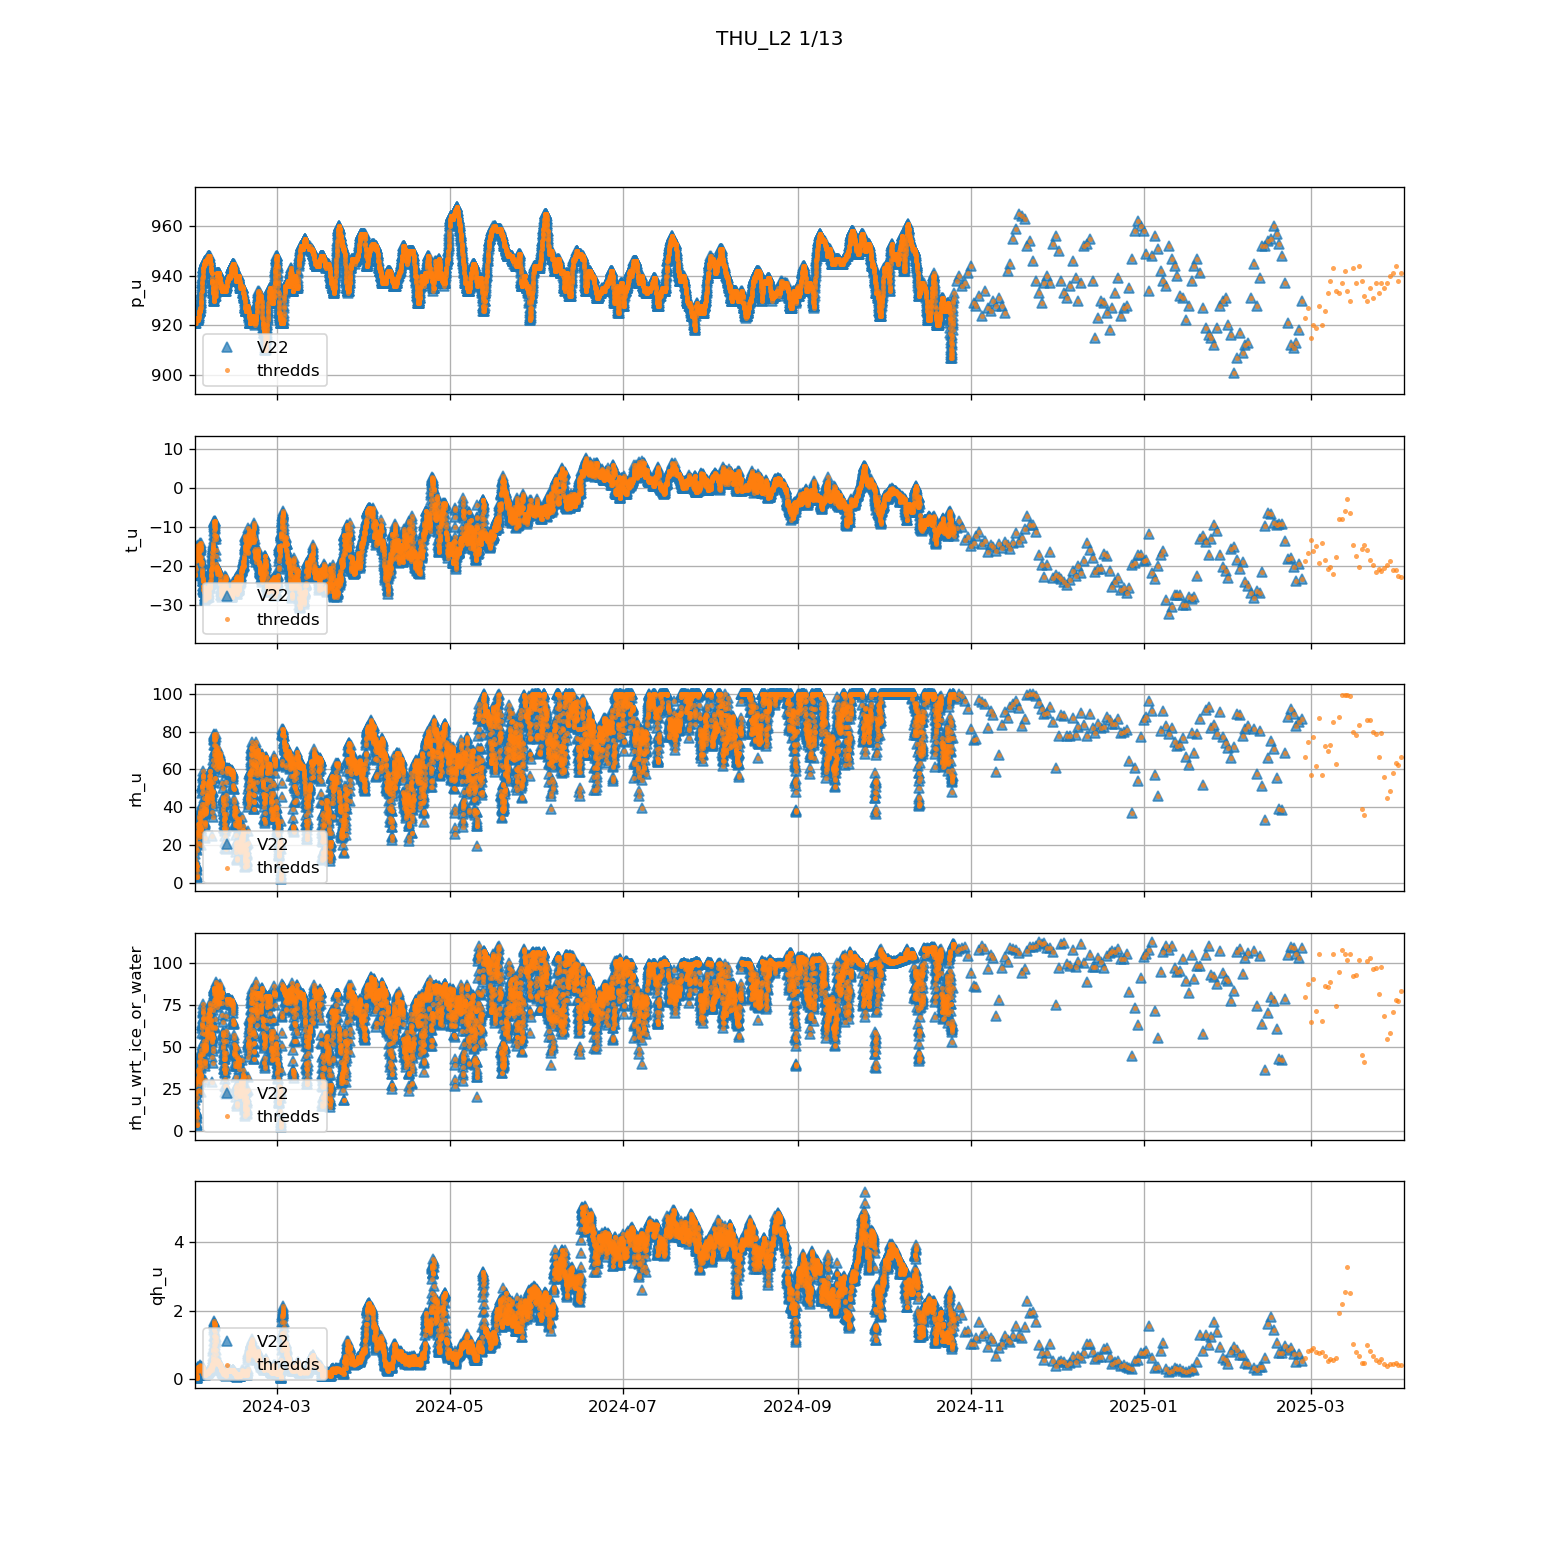 THU_L2 1/13
960
940
920
900
p_u
V22
thredds
10
0
−10
−20
−30
t_u
V22
thredds
100
80
60
40
20
0
rh_u
V22
thredds
100
75
50
25
0
rh_u_wrt_ice_or_water
V22
thredds
4
2
0
qh_u
V22
thredds
2024-03 2024-05 2024-07 2024-09 2024-11 2025-01 2025-03